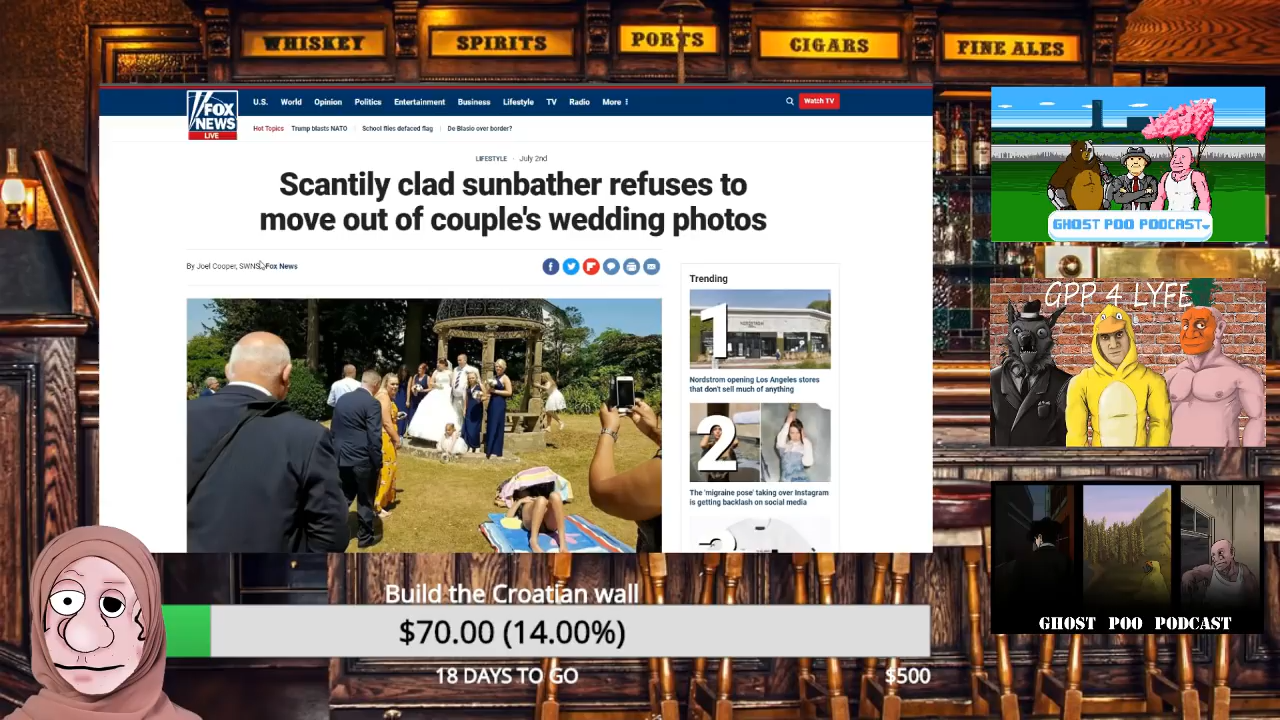 WHISKEY
SPIRITS
PORTS
CIGARS
FINE ALES
FOX
NEWS
LIVE
U.S. World Opinion Politics Entertainment Business Lifestyle TV Radio More
Watch TV
Hot Topics Trump blasts NATO School flies defaced flag De Blasio over border?
LIFESTYLE · July 2nd
Scantily clad sunbather refuses to
move out of couple's wedding photos
By Joel Cooper, SWNS, Fox News
Trending
1
Nordstrom opening Los Angeles stores
that don't sell much of anything
2
The 'migraine pose' taking over Instagram
is getting backlash on social media
GHOST POO PODCAST
GPP 4 LYFE
GHOST POO PODCAST
Build the Croatian wall
$70.00 (14.00%)
18 DAYS TO GO
$500